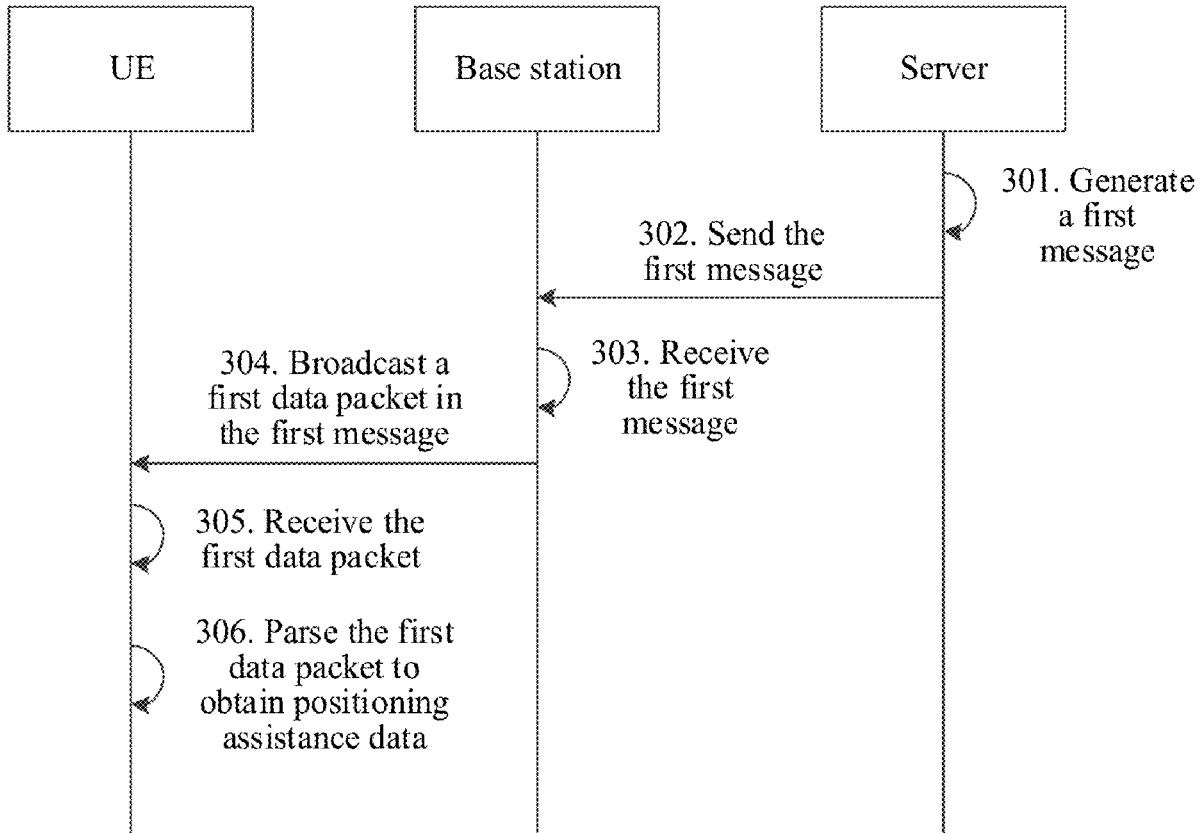 UE
Base station
Server
301. Generate
a first
message
302. Send the
first message
303. Receive
the first
message
304. Broadcast a
first data packet in
the first message
305. Receive the
first data packet
306. Parse the first
data packet to
obtain positioning
assistance data